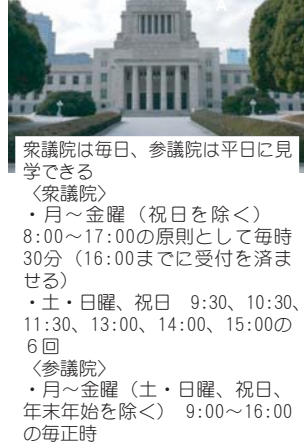 衆議院は毎日、参議院は平日に見
学できる
〈衆議院〉
・月～金曜（祝日を除く）
8:00～17:00の原則として毎時
30分（16:00までに受付を済ま
せる）
・土・日曜、祝日　9:30、10:30、
11:30、13:00、14:00、15:00の
６回
〈参議院〉
・月～金曜（土・日曜、祝日、
年末年始を除く）　9:00～16:00
の毎正時